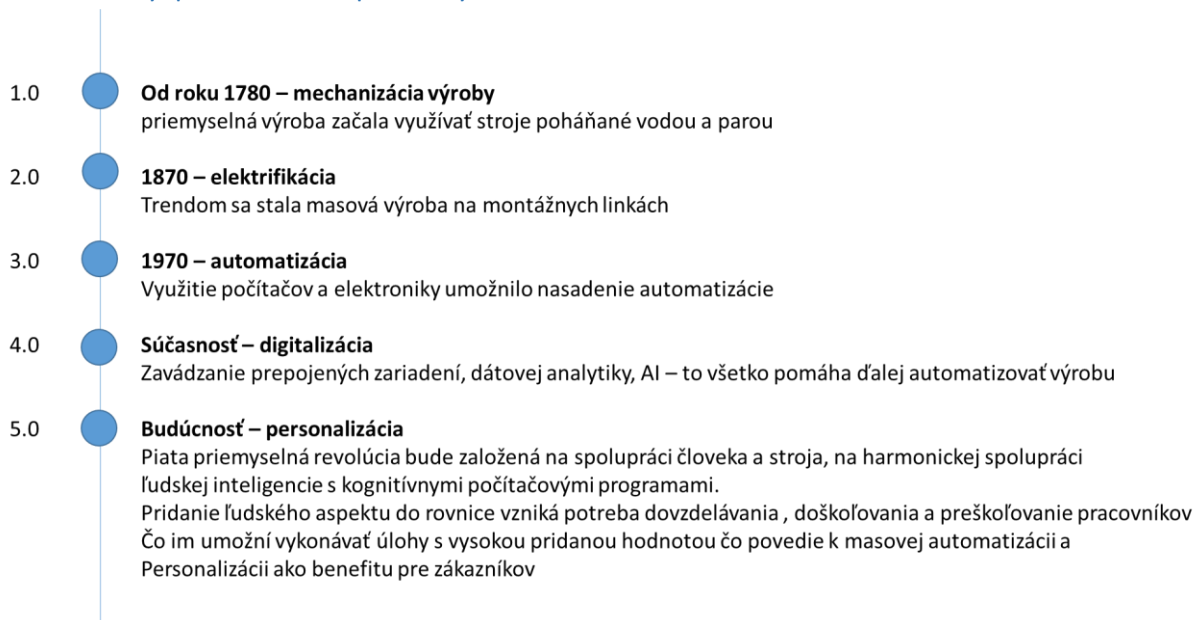 1.0
Od roku 1780 – mechanizácia výroby
priemyselná výroba začala využívať stroje poháňané vodou a parou
2.0
1870 – elektrifikácia
Trendom sa stala masová výroba na montážnych linkách
3.0
1970 – automatizácia
Využitie počítačov a elektroniky umožnilo nasadenie automatizácie
4.0
Súčasnosť – digitalizácia
Zavádzanie prepojených zariadení, dátovej analytiky, AI – to všetko pomáha ďalej automatizovať výrobu
5.0
Budúcnosť – personalizácia
Piata priemyselná revolúcia bude založená na spolupráci človeka a stroja, na harmonickej spolupráci
ľudskej inteligencie s kognitívnymi počítačovými programami.
Pridanie ľudského aspektu do rovnice vzniká potreba dovzdelávania , doškoľovania a preškoľovanie pracovníkov
Čo im umožní vykonávať úlohy s vysokou pridanou hodnotou čo povedie k masovej automatizácii a
Personalizácii ako benefitu pre zákazníkov